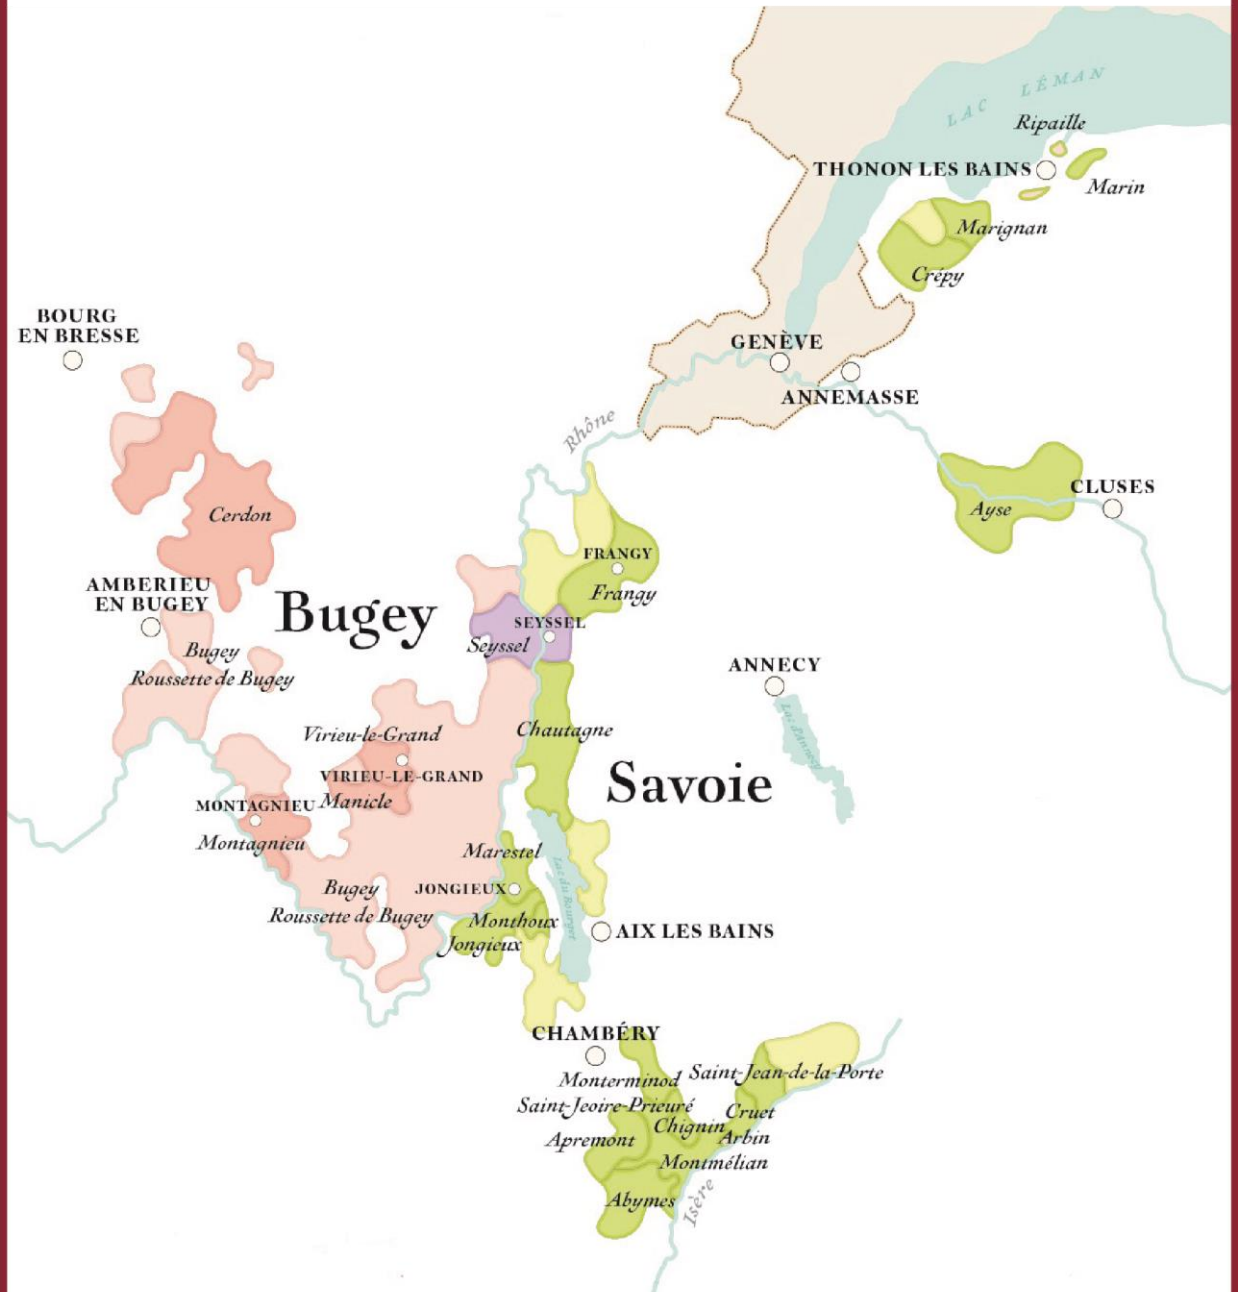 LAC LÉMAN
Ripaille
THONON LES BAINS
Marin
Marignan
Crépy
BOURG
EN BRESSE
GENÈVE
ANNEMASSE
Rhône
CLUSES
Ayse
Cerdon
FRANGY
Frangy
AMBERIEU
EN BUGEY
Bugey
SEYSSEL
Seyssel
Bugey
Roussette de Bugey
ANNECY
Lac d'Annecy
Virieu-le-Grand
Chautagne
VIRIEU-LE-GRAND
Savoie
MONTAGNIEU
Manicle
Montagnieu
Marestel
Lac du Bourget
Bugey
JONGIEUX
Roussette de Bugey
Monthoux
Jongieux
AIX LES BAINS
CHAMBÉRY
Monterminod
Saint-Jean-de-la-Porte
Saint-Jeoire-Prieuré
Cruet
Chignin
Apremont
Arbin
Montmélian
Abymes
Isère